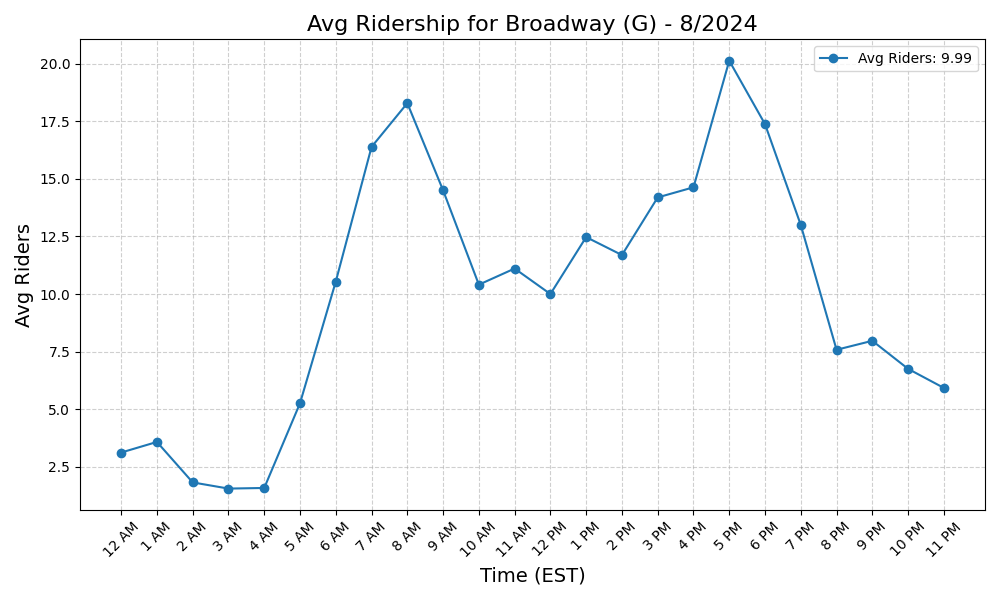 Avg Ridership for Broadway (G) - 8/2024
Avg Riders: 9.99
Avg Riders
20.0
17.5
15.0
12.5
10.0
7.5
5.0
2.5
12 AM
1 AM
2 AM
3 AM
4 AM
5 AM
6 AM
7 AM
8 AM
9 AM
10 AM
11 AM
12 PM
1 PM
2 PM
3 PM
4 PM
5 PM
6 PM
7 PM
8 PM
9 PM
10 PM
11 PM
Time (EST)